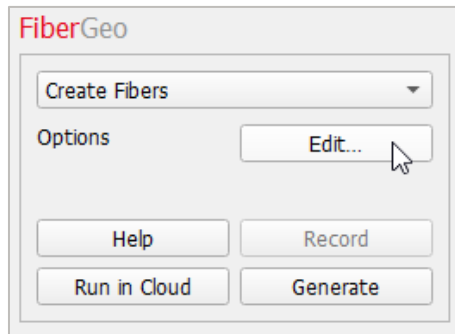 FiberGeo
Create Fibers
Options
Edit...
Help
Record
Run in Cloud
Generate